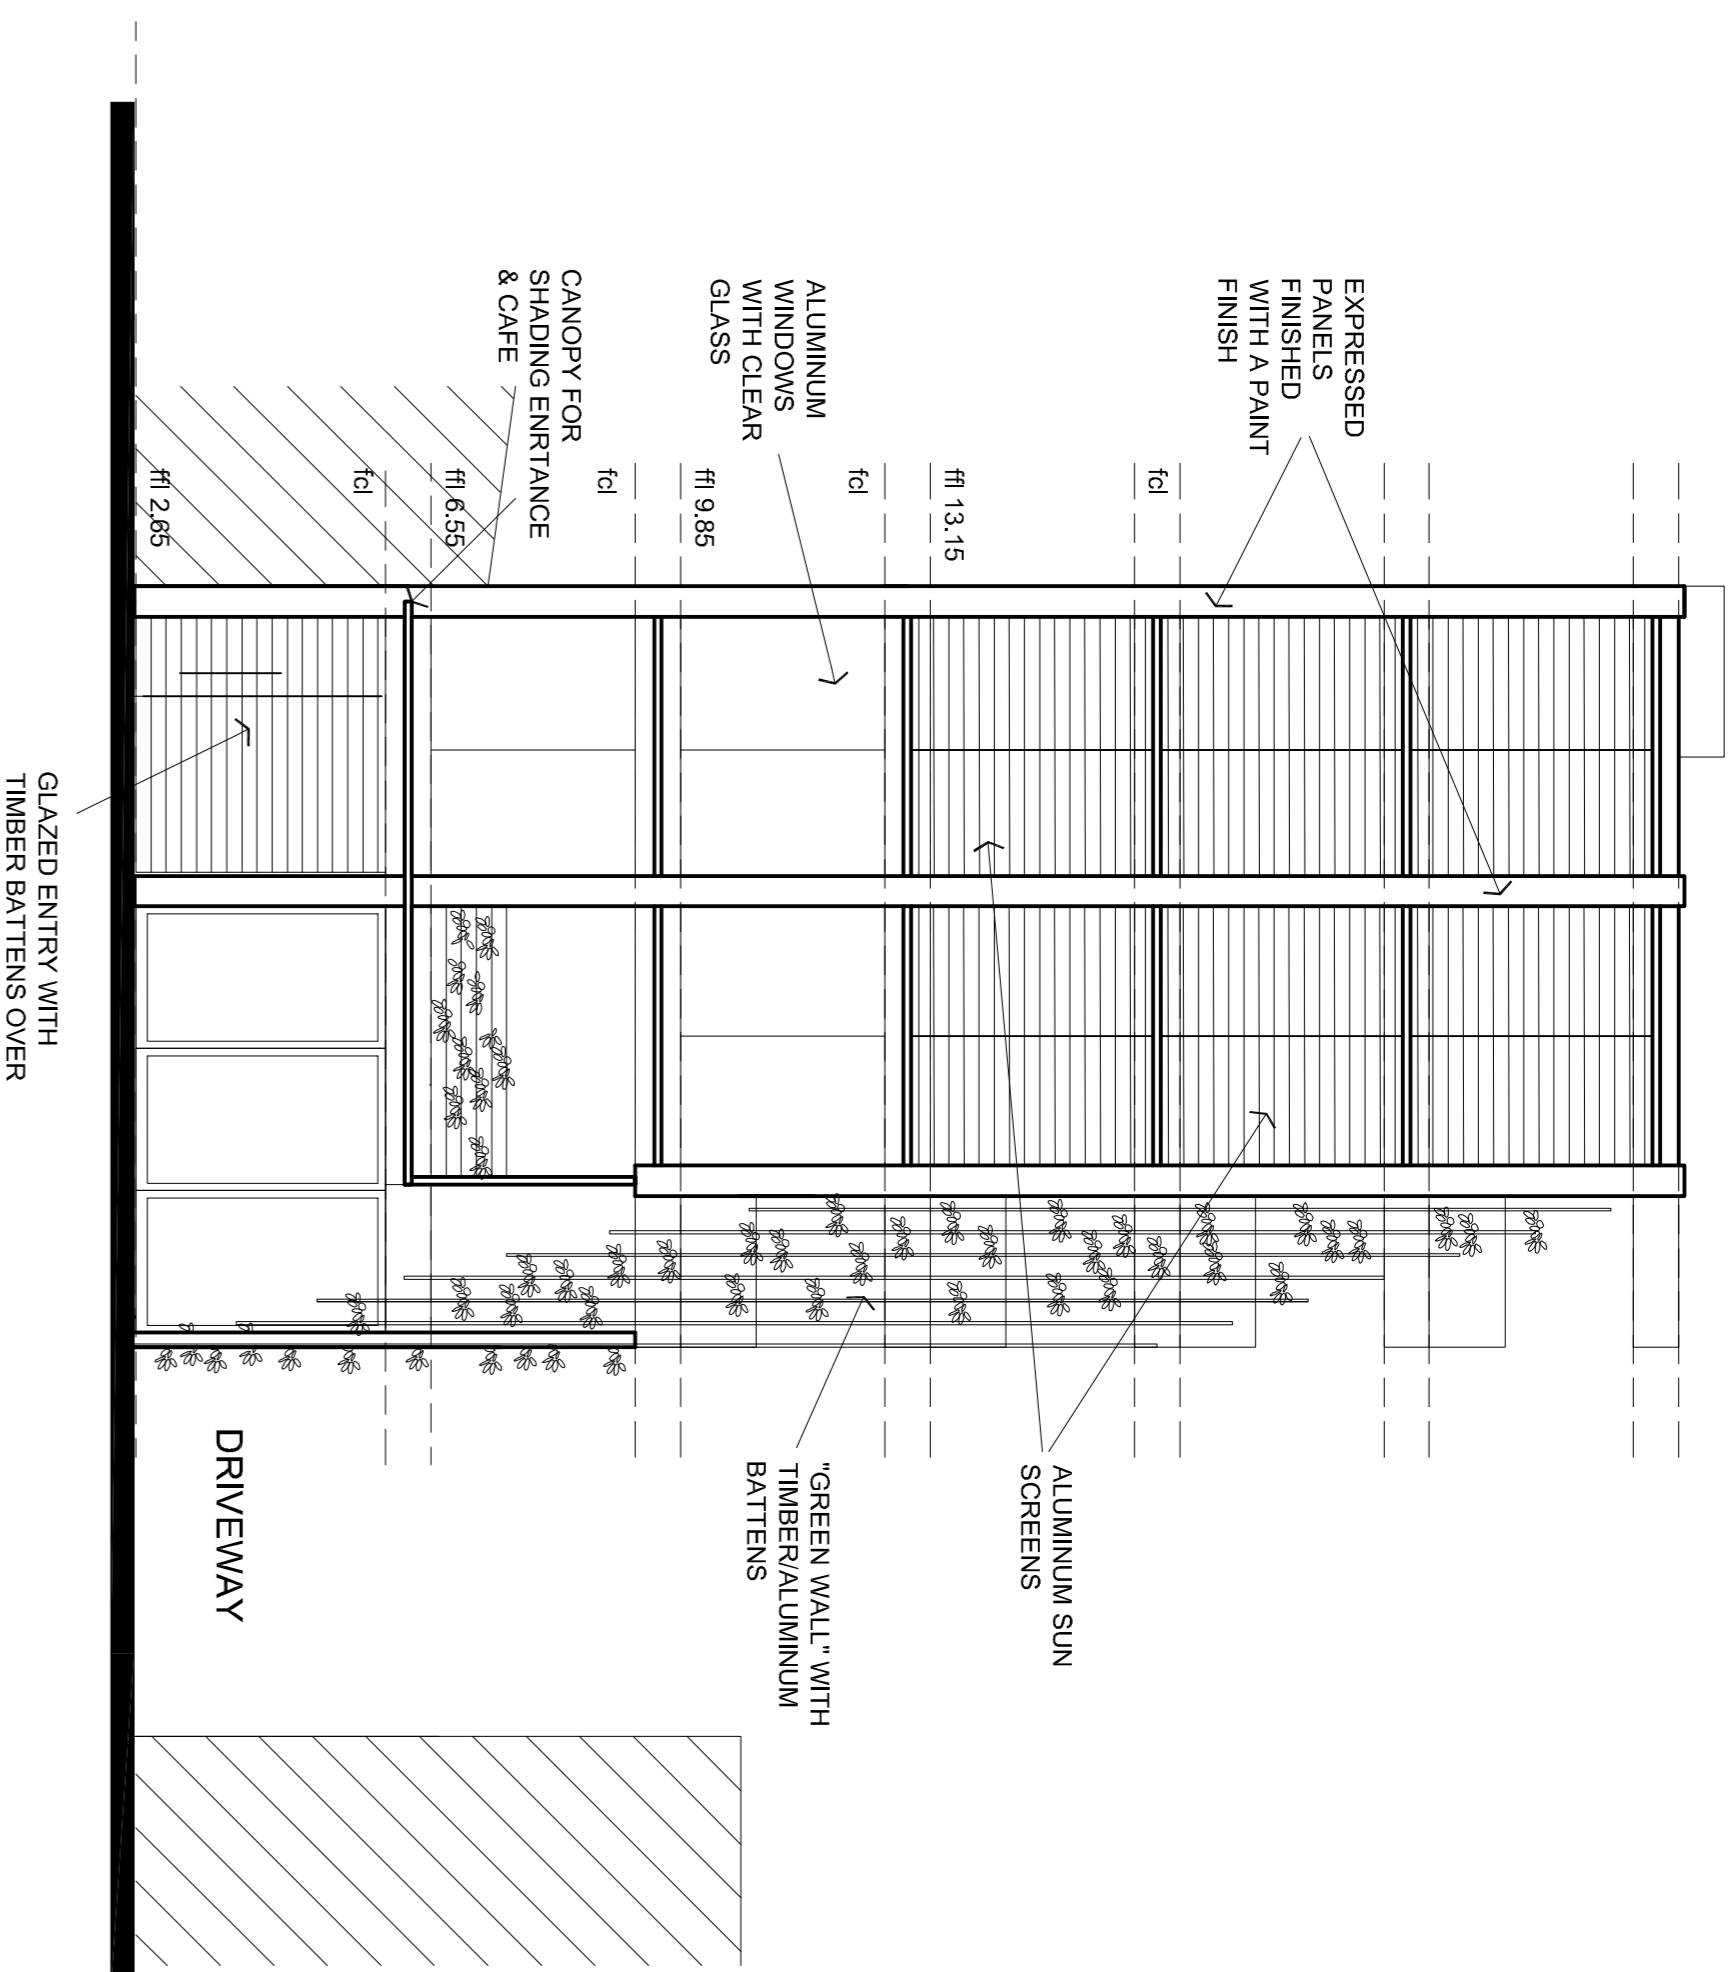 EXPRESSED
PANELS
FINISHED
WITH A PAINT
FINISH
ALUMINUM
WINDOWS
WITH CLEAR
GLASS
CANOPY FOR
SHADING ENRTANCE
& CAFE
fcl
ffl 13.15
fcl
ffl 9.85
fcl
ffl 6.55
fcl
ffl 2.65
GLAZED ENTRY WITH
TIMBER BATTENS OVER
ALUMINUM SUN
SCREENS
"GREEN WALL" WITH
TIMBER/ALUMINUM
BATTENS
DRIVEWAY